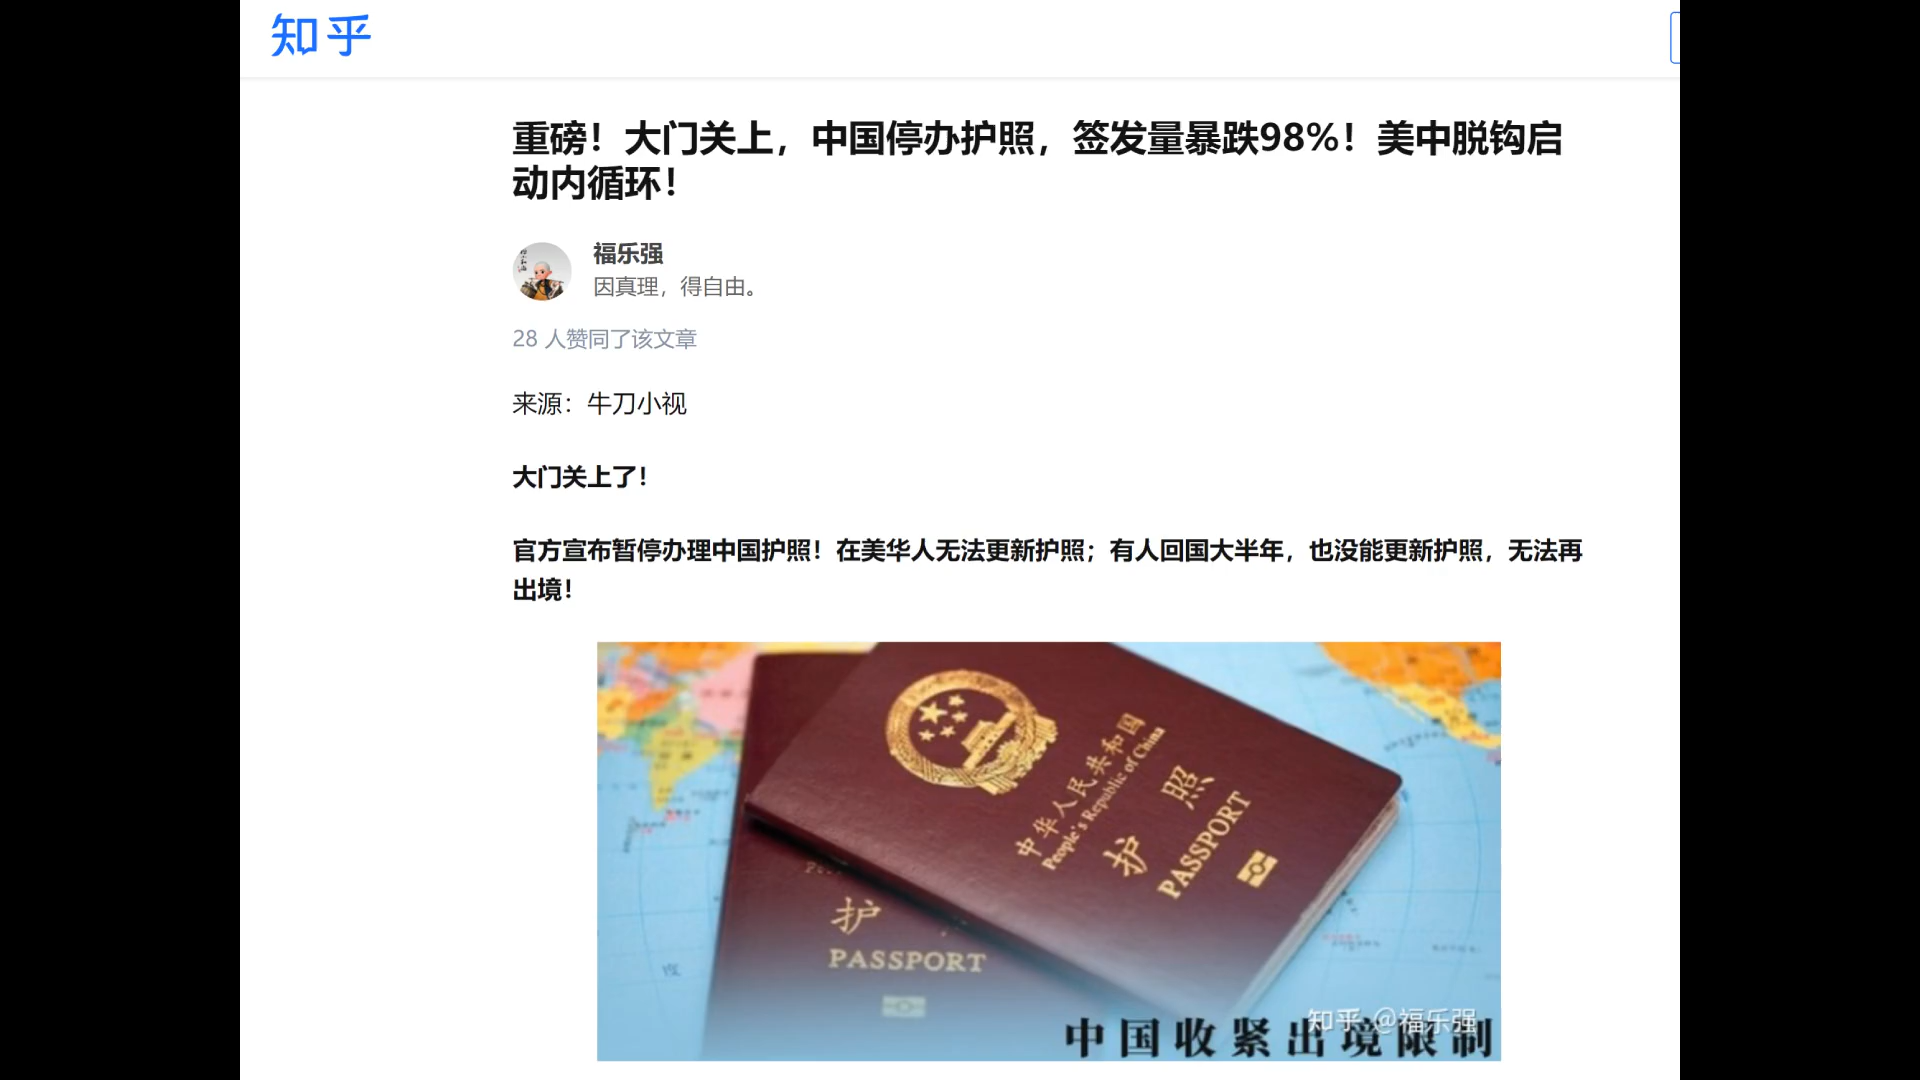 知乎
重磅！大门关上，中国停办护照，签发量暴跌98%！美中脱钩启
动内循环！
福乐强
因真理，得自由。
28 人赞同了该文章
来源：牛刀小视
大门关上了！
官方宣布暂停办理中国护照！在美华人无法更新护照；有人回国大半年，也没能更新护照，无法再
出境！
中华人民共和国
People's Republic of China
护照
PASSPORT
护
PASSPORT
知乎 @福乐强
中国收紧出境限制